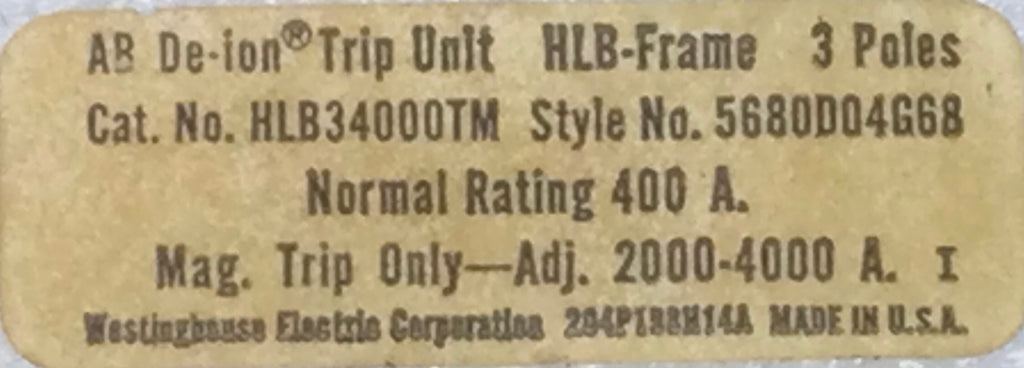 AB De-ion® Trip Unit HLB-Frame 3 Poles
Cat. No. HLB34000TM Style No. 5680D04G68
Normal Rating 400 A.
Mag. Trip Only—Adj. 2000-4000 A. I
Westinghouse Electric Corporation MADE IN U.S.A.